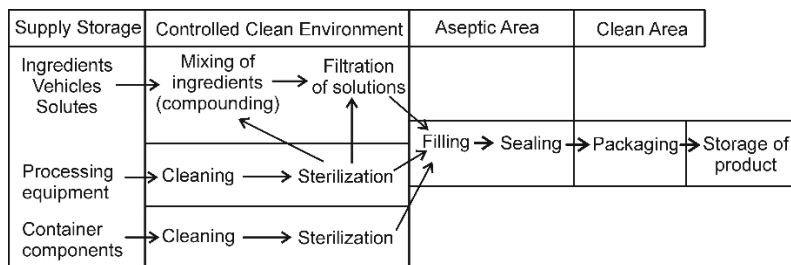 Supply Storage
Controlled Clean Environment
Aseptic Area
Clean Area
Ingredients
Vehicles
Solutes
Mixing of
ingredients
(compounding)
Filtration
of solutions
Filling
Sealing
Packaging
Storage of
product
Processing
equipment
Cleaning
Sterilization
Container
components
Cleaning
Sterilization